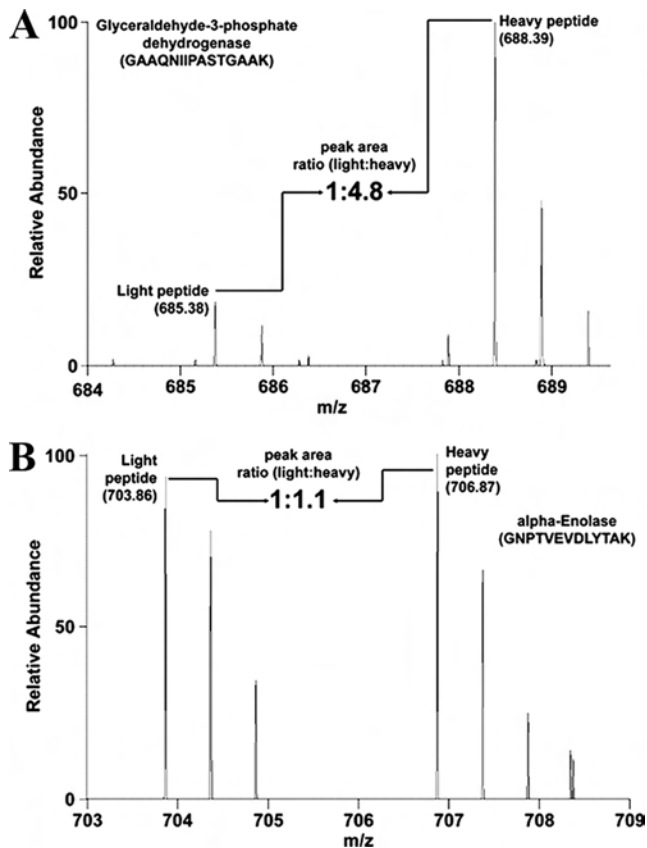 A
Glyceraldehyde-3-phosphate
dehydrogenase
(GAAQNIIPASTGAAK)
Heavy peptide
(688.39)
peak area
ratio (light:heavy)
1:4.8
Light peptide
(685.38)
Relative Abundance
100
50
0
684 685 686 687 688 689
m/z
B
Light
peptide
(703.86)
peak area
ratio (light:heavy)
1:1.1
Heavy
peptide
(706.87)
alpha-Enolase
(GNPTVEVDLYTAK)
Relative Abundance
100
50
0
703 704 705 706 707 708 709
m/z